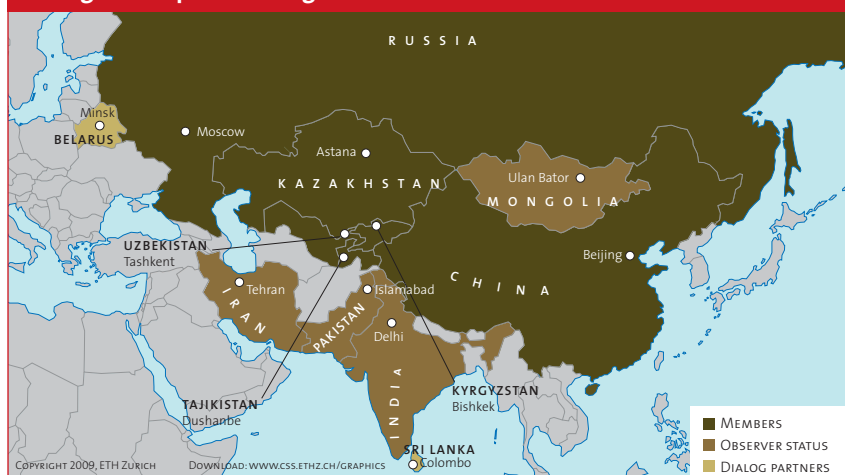 RUSSIA
Minsk
BELARUS
Moscow
Astana
KAZAKHSTAN
Ulan Bator
MONGOLIA
UZBEKISTAN
Tashkent
Beijing
CHINA
Tehran
IRAN
Islamabad
PAKISTAN
Delhi
INDIA
TAJIKISTAN
Dushanbe
KYRGYZSTAN
Bishkek
SRI LANKA
Colombo
MEMBERS
OBSERVER STATUS
DIALOG PARTNERS
COPYRIGHT 2009, ETH ZURICH
DOWNLOAD: WWW.CSS.ETHZ.CH/GRAPHICS